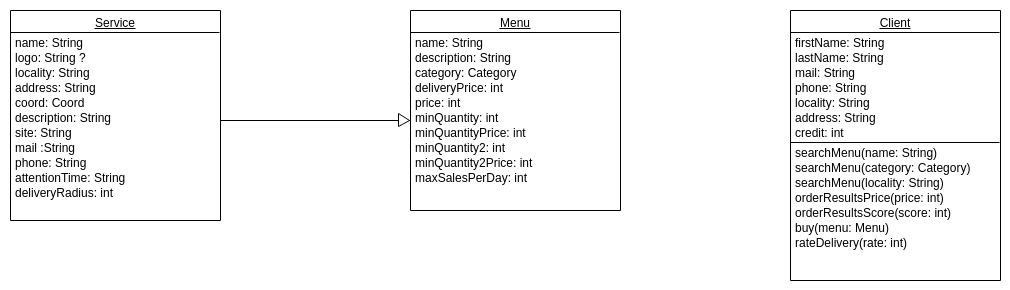 Service
name: String
logo: String ?
locality: String
address: String
coord: Coord
description: String
site: String
mail :String
phone: String
attentionTime: String
deliveryRadius: int
Menu
name: String
description: String
category: Category
deliveryPrice: int
price: int
minQuantity: int
minQuantityPrice: int
minQuantity2: int
minQuantity2Price: int
maxSalesPerDay: int
Client
firstName: String
lastName: String
mail: String
phone: String
locality: String
address: String
credit: int
searchMenu(name: String)
searchMenu(category: Category)
searchMenu(locality: String)
orderResultsPrice(price: int)
orderResultsScore(score: int)
buy(menu: Menu)
rateDelivery(rate: int)